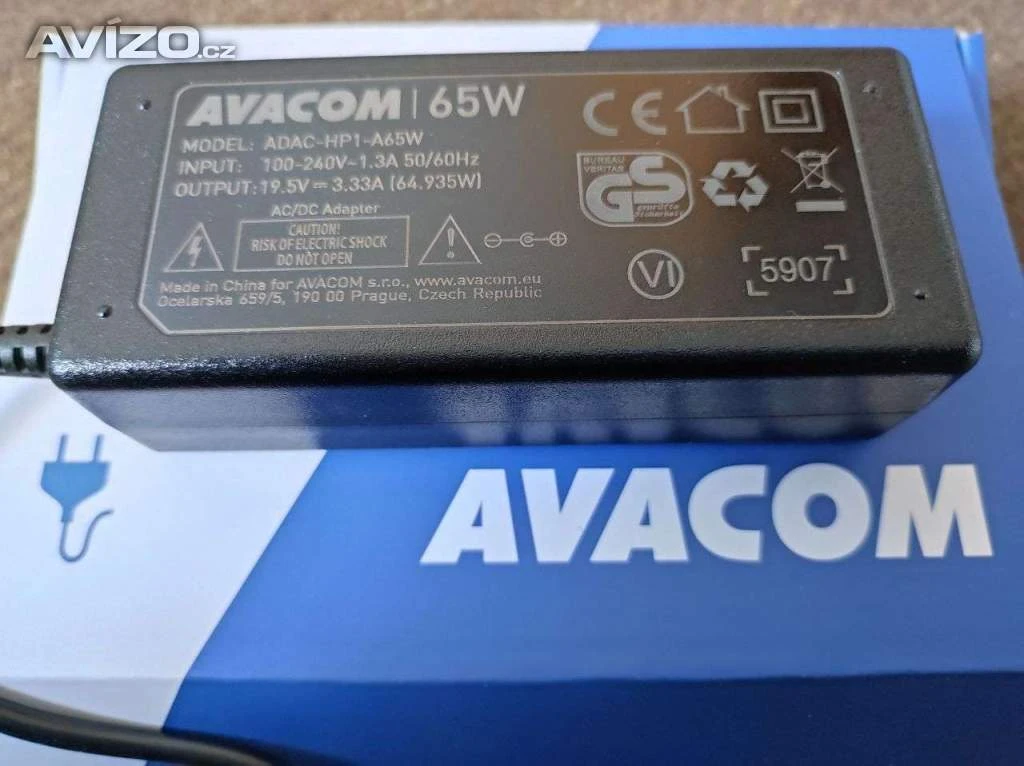 AVÍZO.cz
AVACOM | 65W
MODEL: ADAC-HP1-A65W
INPUT: 100-240V~1.3A 50/60Hz
OUTPUT:19.5V⎓3.33A (64.935W)
AC/DC Adapter
CAUTION!
RISK OF ELECTRIC SHOCK
DO NOT OPEN
Made in China for AVACOM s.r.o., www.avacom.eu
Ocelarska 659/5, 190 00 Prague, Czech Republic
CE
BUREAU
VERITAS
GS
geprüfte
Sicherheit
VI
5907
AVACOM